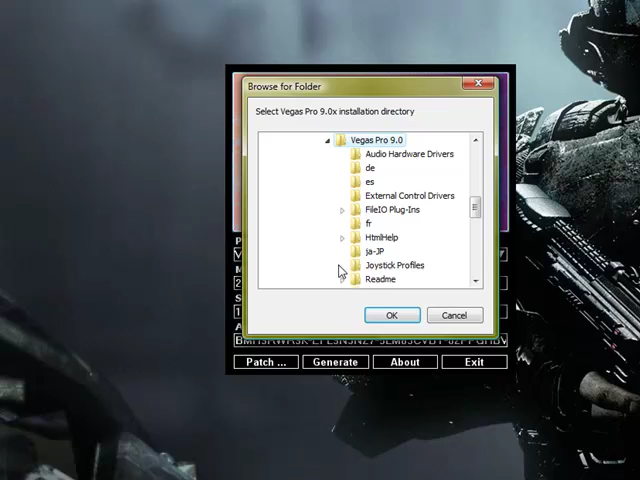 Browse for Folder
Select Vegas Pro 9.0x installation directory
Vegas Pro 9.0
Audio Hardware Drivers
de
es
External Control Drivers
FileIO Plug-Ins
fr
HtmlHelp
ja-JP
Joystick Profiles
Readme
OK Cancel
Patch ... Generate About Exit